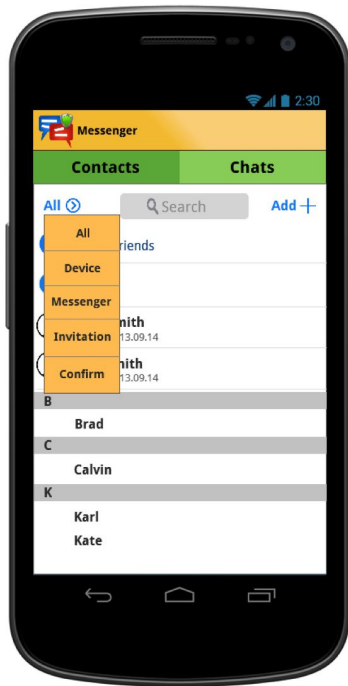 2:30
Messenger
Contacts Chats
All Search Add
All
riends
Device
Messenger
mith
13.09.14
Invitation
mith
13.09.14
Confirm
B
Brad
C
Calvin
K
Karl
Kate